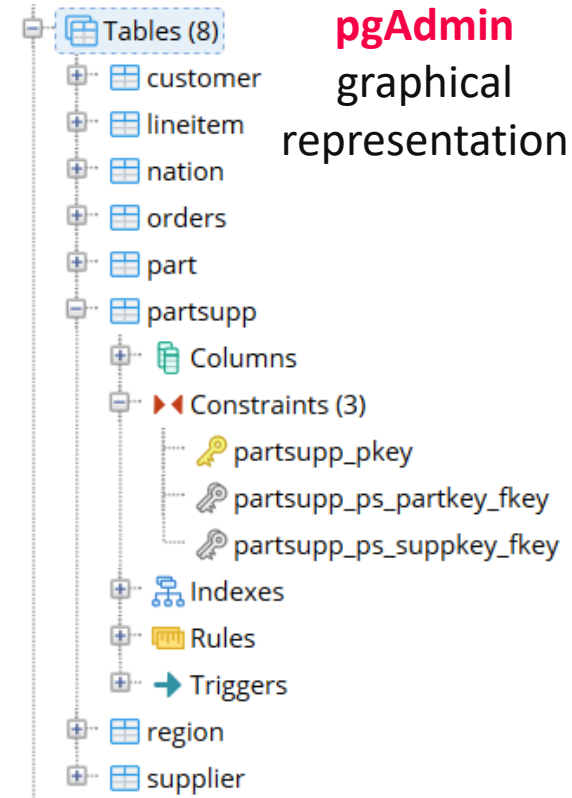 Tables (8)
pgAdmin
graphical
representation
customer
lineitem
nation
orders
part
partsupp
Columns
Constraints (3)
partsupp_pkey
partsupp_ps_partkey_fkey
partsupp_ps_suppkey_fkey
Indexes
Rules
Triggers
region
supplier